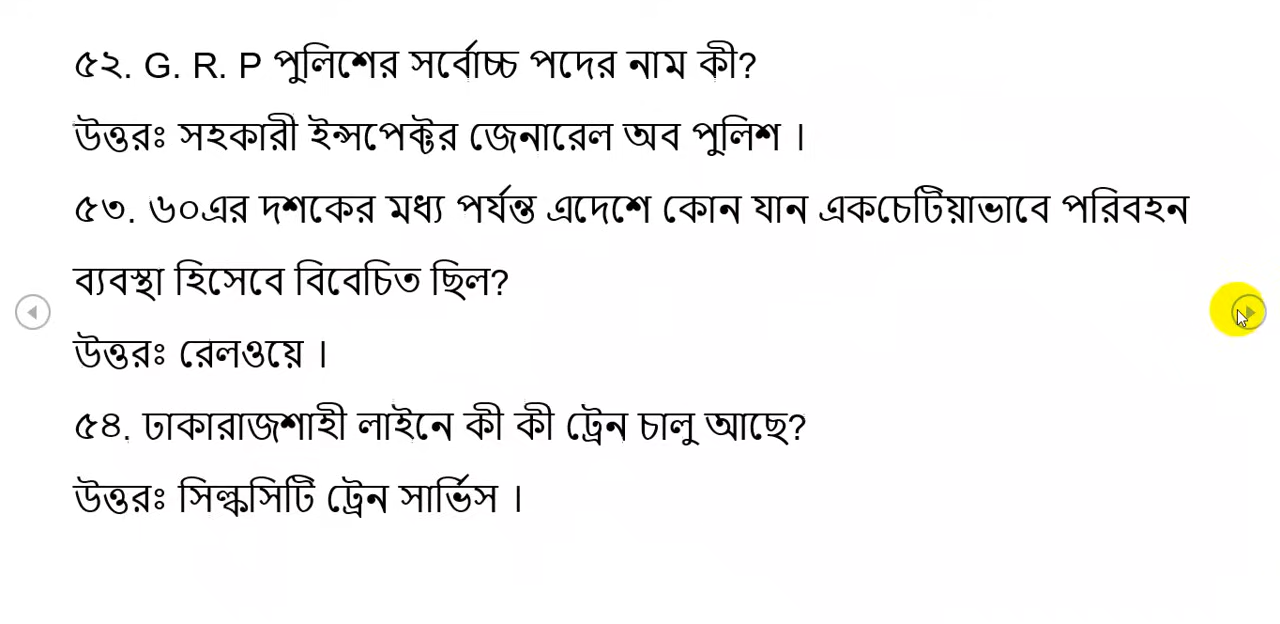 ৫২. G. R. P পুলিশের সর্বোচ্চ পদের নাম কী?
উত্তরঃ সহকারী ইন্সপেক্টর জেনারেল অব পুলিশ।
৫৩. ৬০এর দশকের মধ্য পর্যন্ত এদেশে কোন যান একচেটিয়াভাবে পরিবহন
ব্যবস্থা হিসেবে বিবেচিত ছিল?
উত্তরঃ রেলওয়ে।
৫৪. ঢাকারাজশাহী লাইনে কী কী ট্রেন চালু আছে?
উত্তরঃ সিল্কসিটি ট্রেন সার্ভিস।